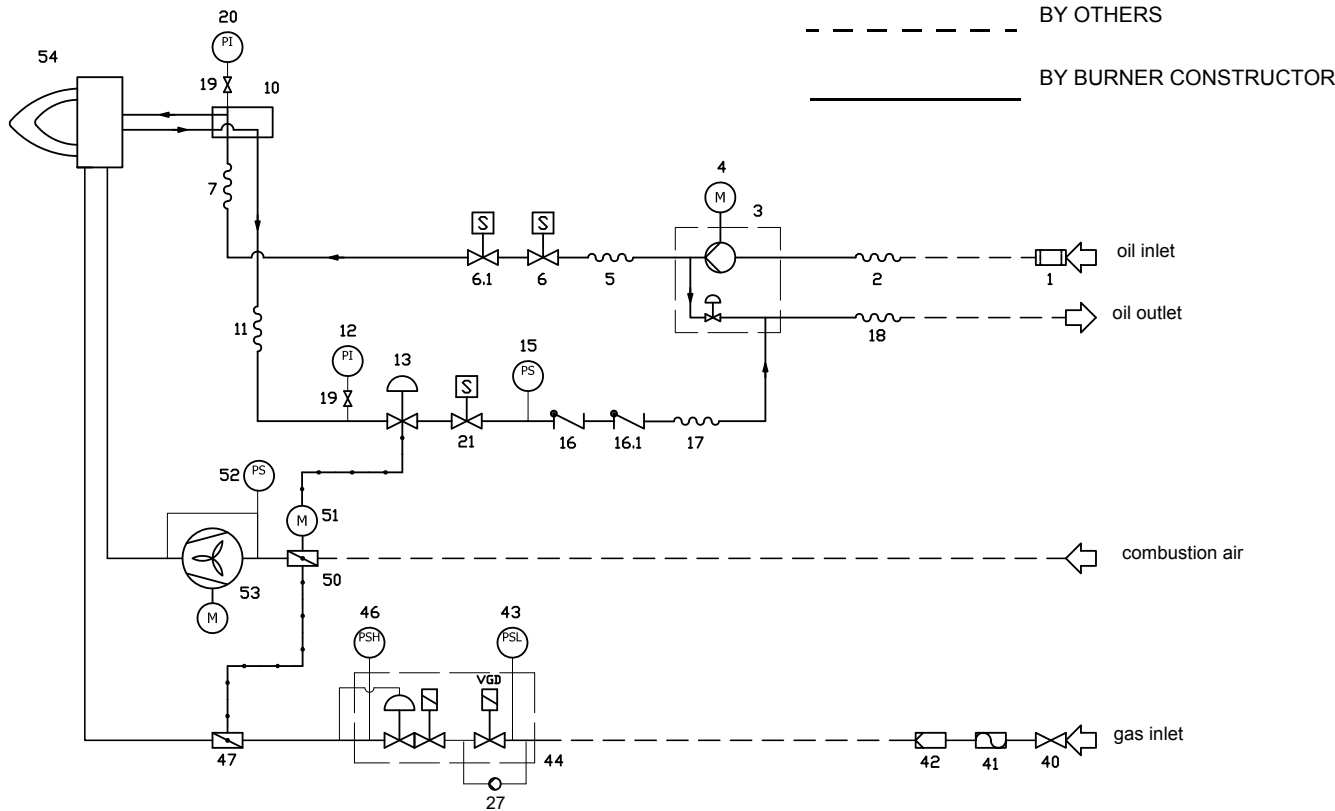 BY OTHERS
BY BURNER CONSTRUCTOR
20
PI
54
19
10
7
4
M
3
S
S
6.1
6
5
2
1
oil inlet
oil outlet
18
11
12
PI
19
13
S
21
15
PS
16
16.1
17
52
PS
51
M
50
53
M
combustion air
46
PSH
43
PSL
VGD
47
44
27
42
41
40
gas inlet